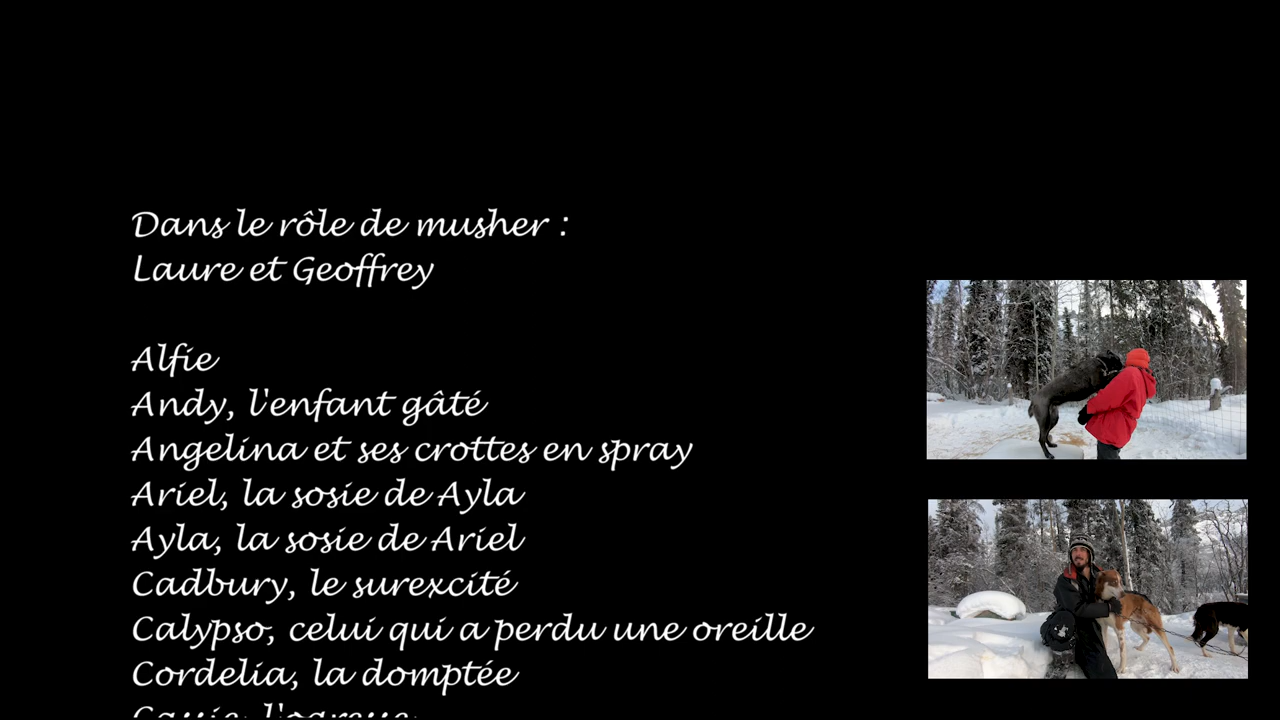 Dans le rôle de musher :
Laure et Geoffrey
Alfie
Andy, l'enfant gâté
Angelina et ses crottes en spray
Ariel, la sosie de Ayla
Ayla, la sosie de Ariel
Cadbury, le surexcité
Calypso, celui qui a perdu une oreille
Cordelia, la domptée
Cassie, l'ogresse